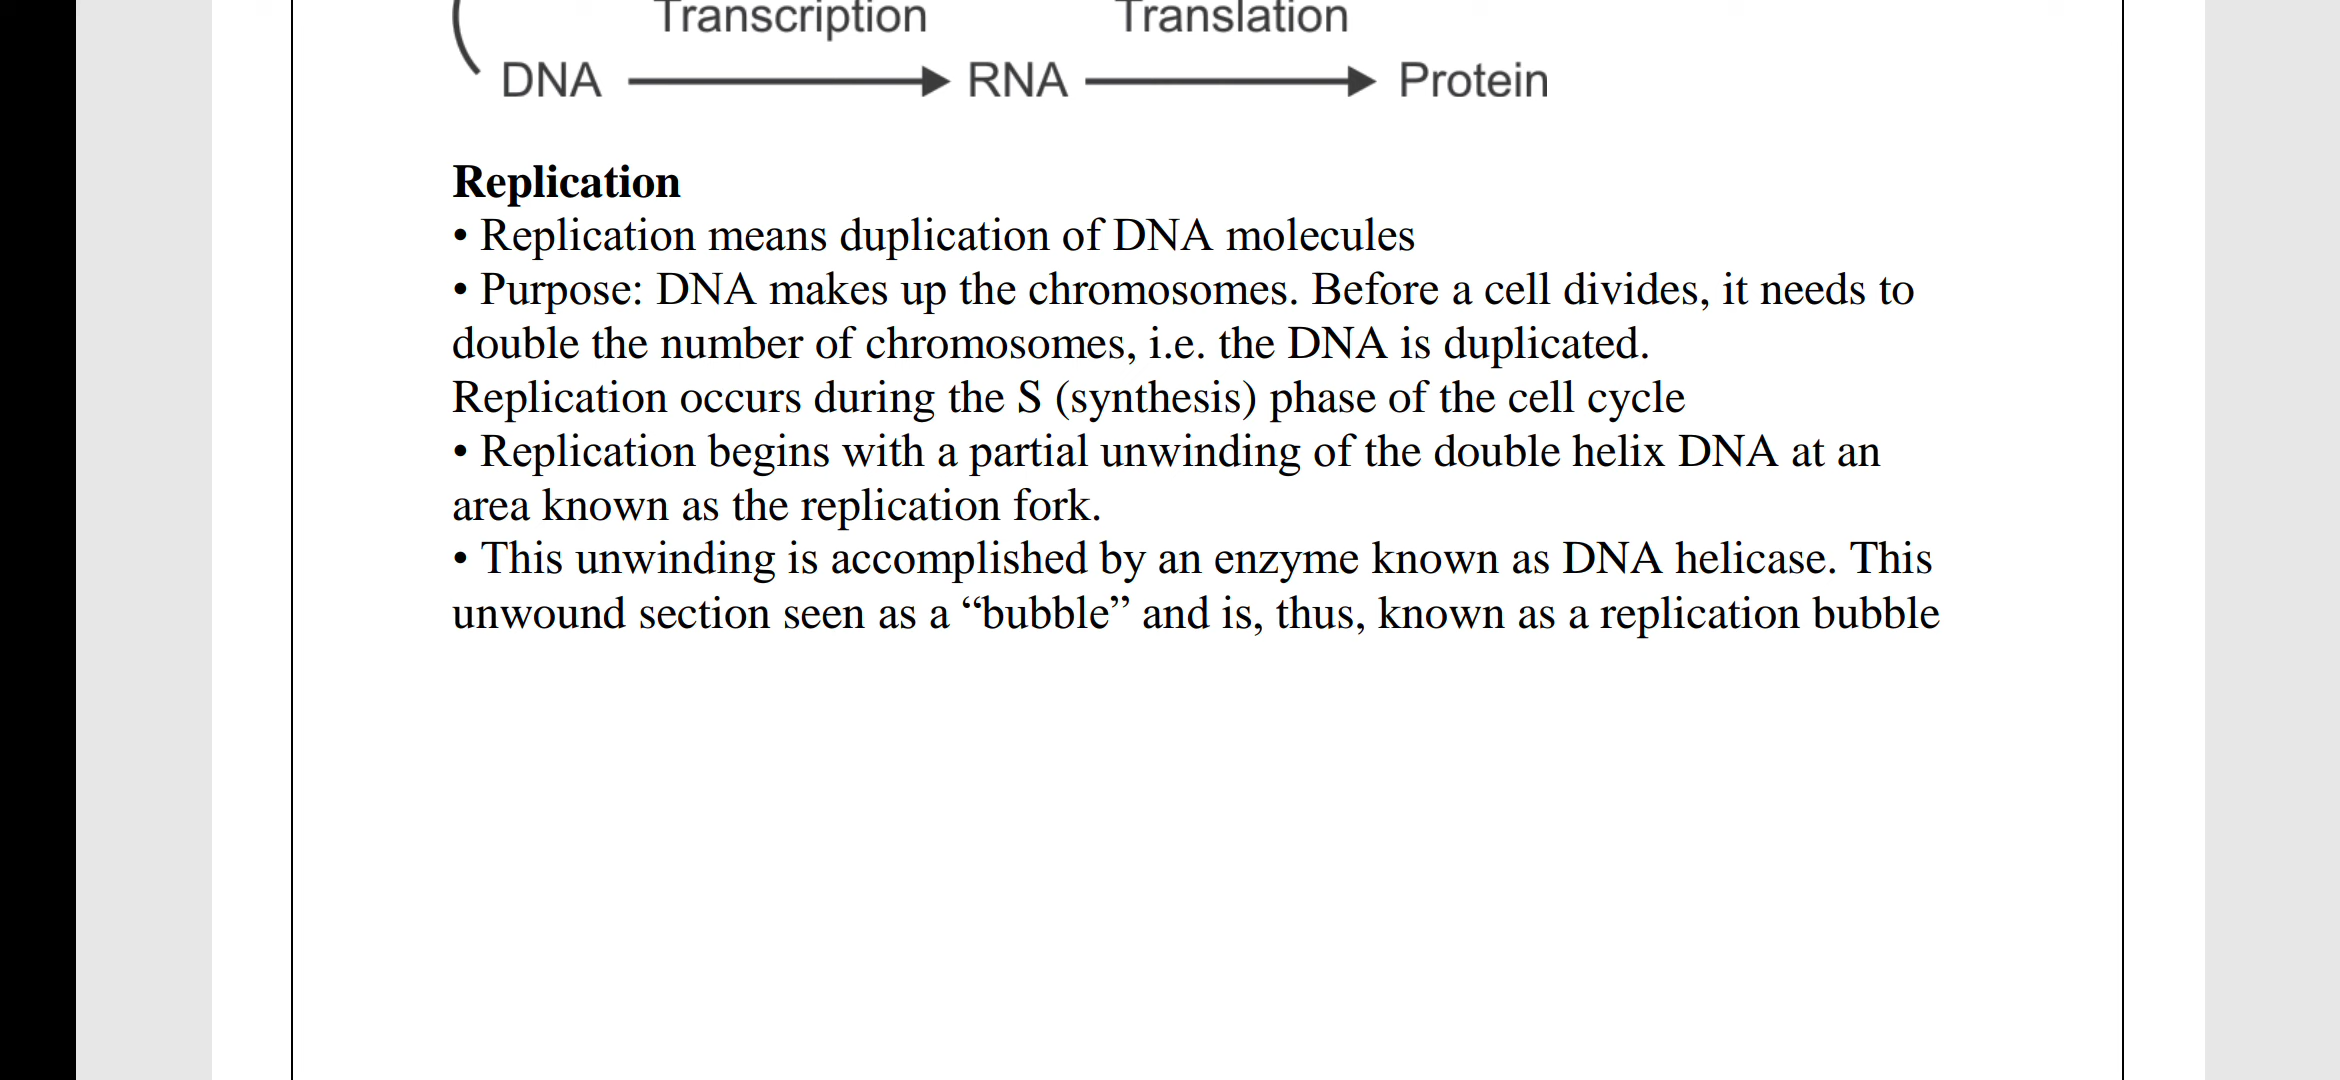 Transcription Translation
DNA RNA Protein
Replication
• Replication means duplication of DNA molecules
• Purpose: DNA makes up the chromosomes. Before a cell divides, it needs to
double the number of chromosomes, i.e. the DNA is duplicated.
Replication occurs during the S (synthesis) phase of the cell cycle
• Replication begins with a partial unwinding of the double helix DNA at an
area known as the replication fork.
• This unwinding is accomplished by an enzyme known as DNA helicase. This
unwound section seen as a “bubble” and is, thus, known as a replication bubble